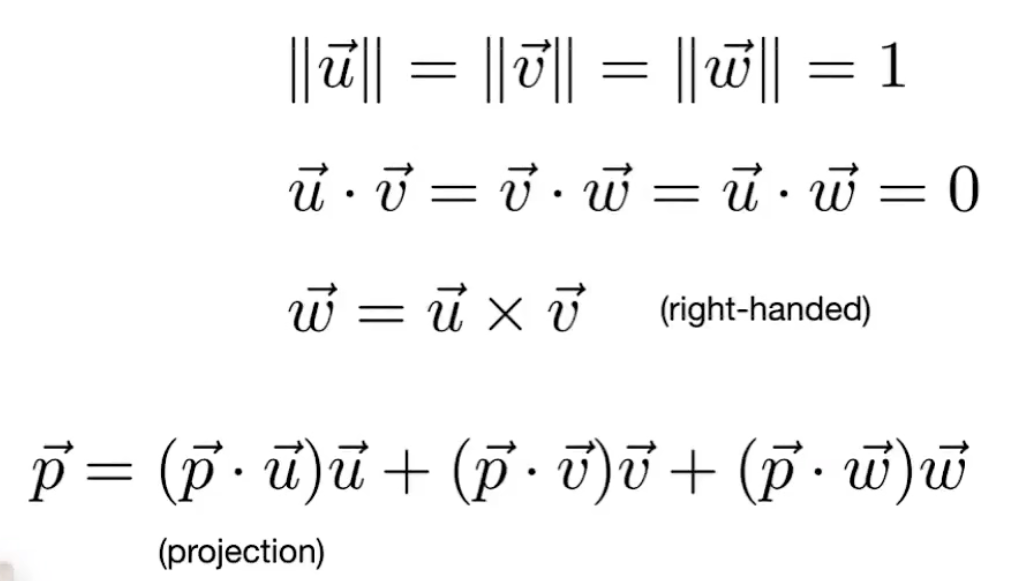 ‖u⃗‖ = ‖v⃗‖ = ‖w⃗‖ = 1
u⃗ · v⃗ = v⃗ · w⃗ = u⃗ · w⃗ = 0
w⃗ = u⃗ × v⃗ (right-handed)
p⃗ = (p⃗ · u⃗)u⃗ + (p⃗ · v⃗)v⃗ + (p⃗ · w⃗)w⃗
(projection)